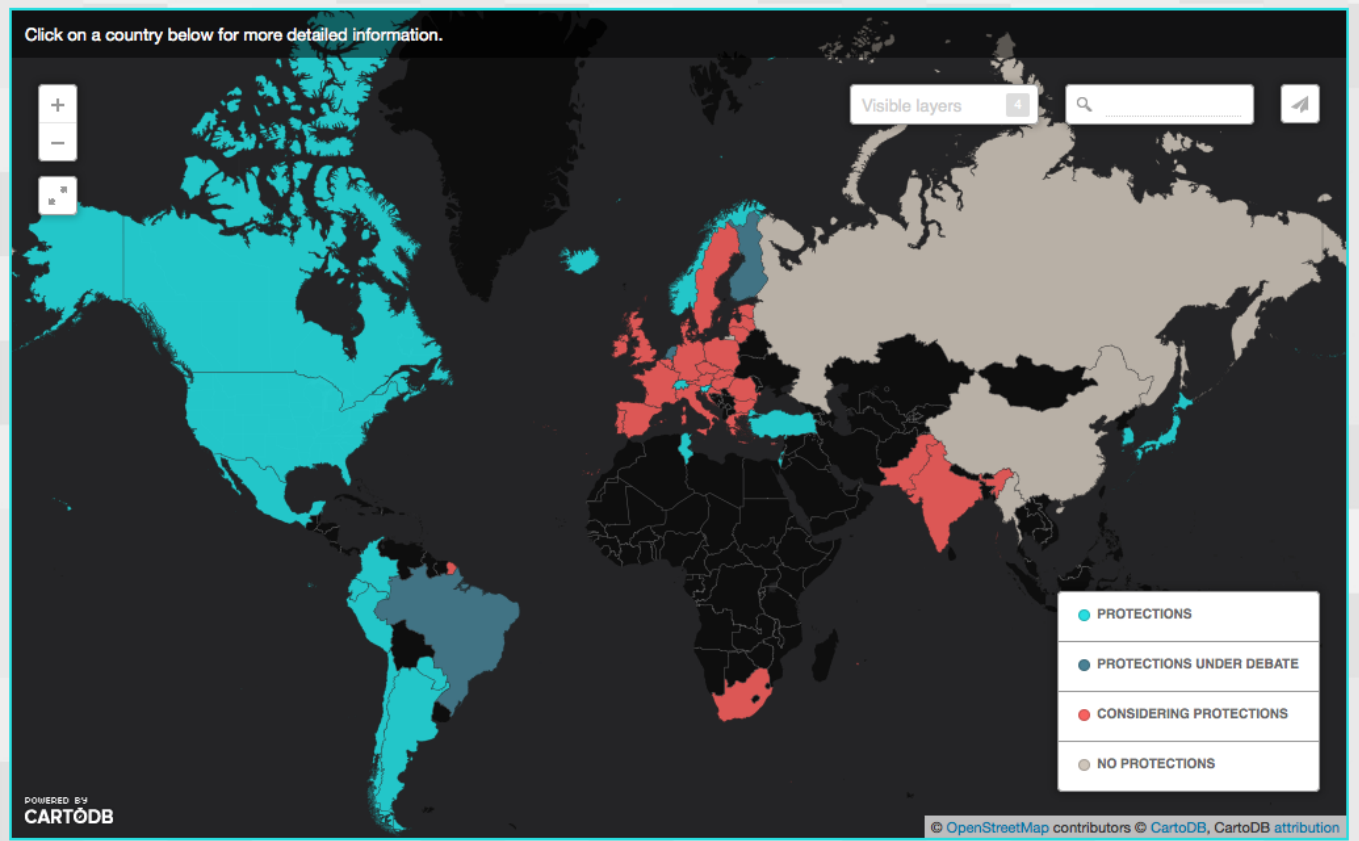 Click on a country below for more detailed information.
+
Visible layers 4
−
PROTECTIONS
PROTECTIONS UNDER DEBATE
CONSIDERING PROTECTIONS
NO PROTECTIONS
POWERED BY
CARTODB
© OpenStreetMap contributors © CartoDB, CartoDB attribution